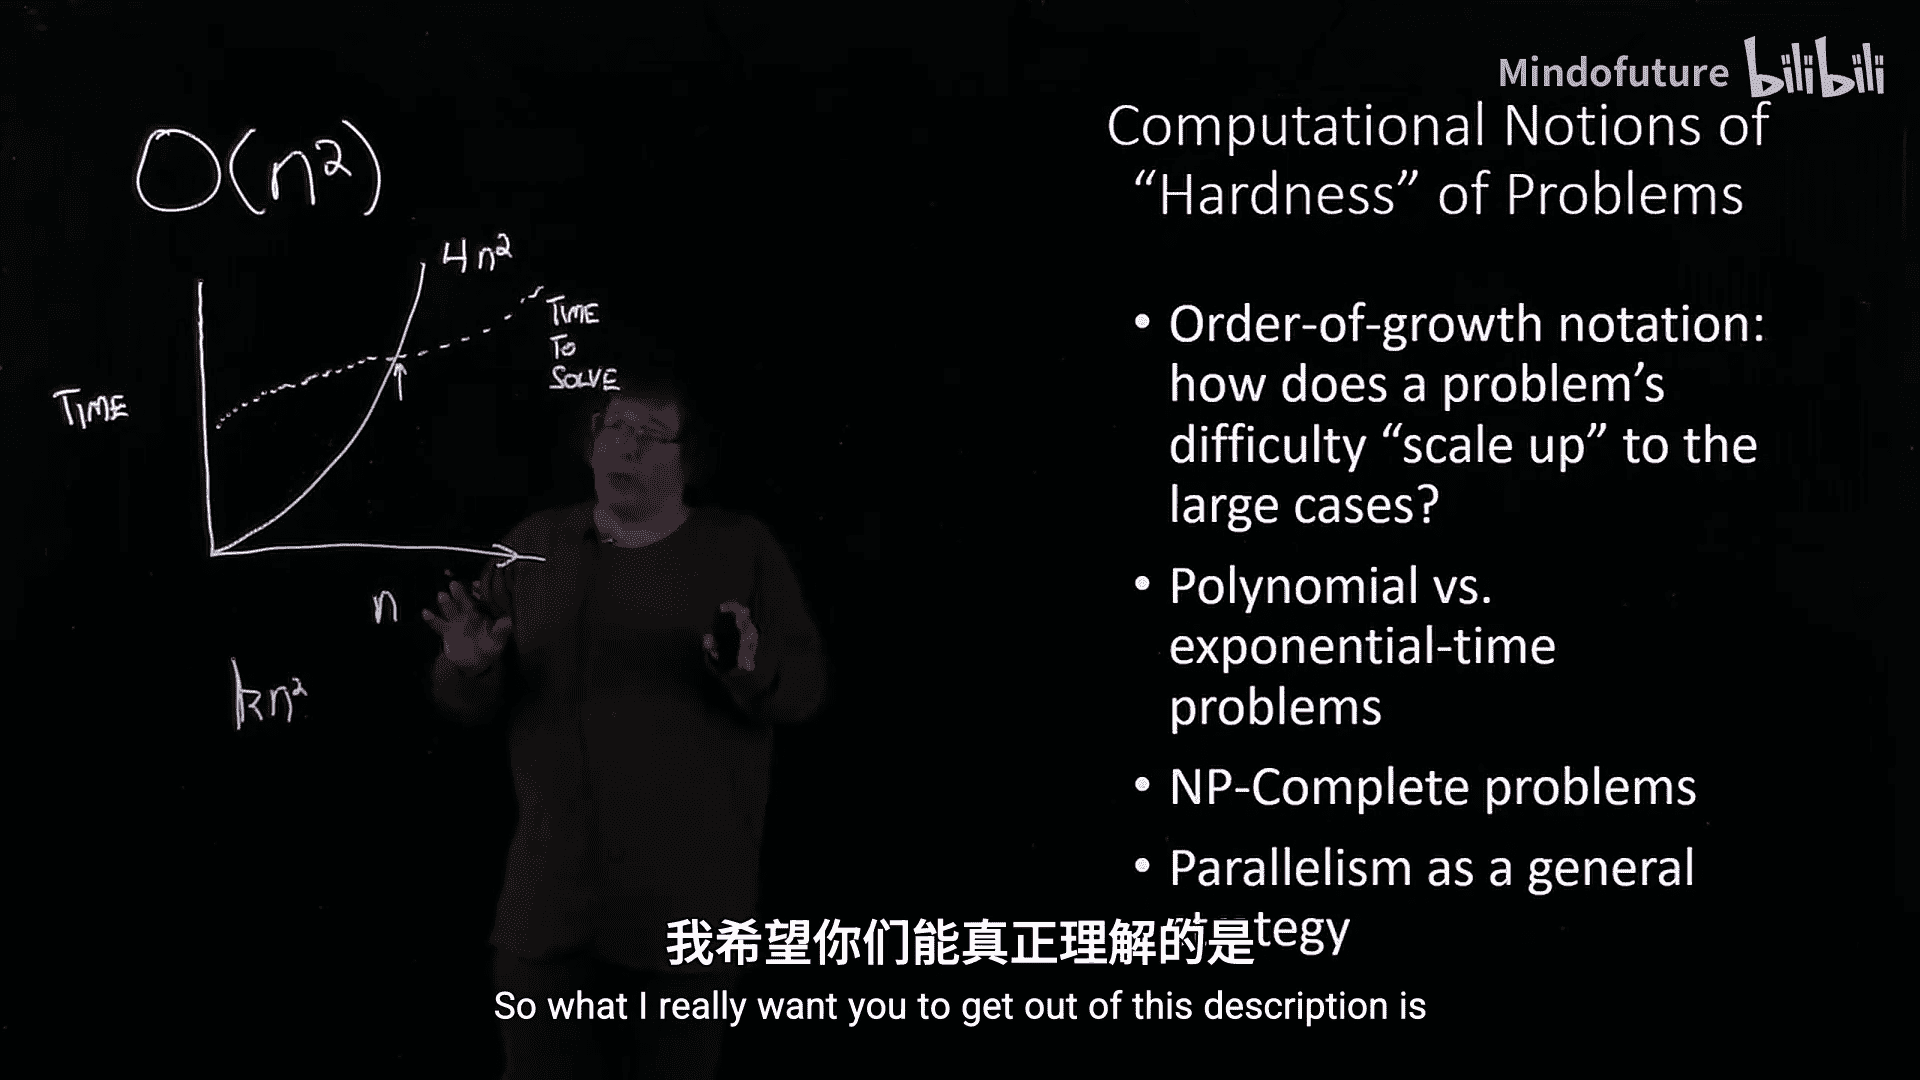 Mindofuture bilibili
Computational Notions of
“Hardness” of Problems
O(n²)
4n²
TIME
TO
SOLVE
TIME
n
kn²
• Order-of-growth notation:
how does a problem’s
difficulty “scale up” to the
large cases?
• Polynomial vs.
exponential-time
problems
• NP-Complete problems
• Parallelism as a general
strategy
我希望你们能真正理解的是
So what I really want you to get out of this description is